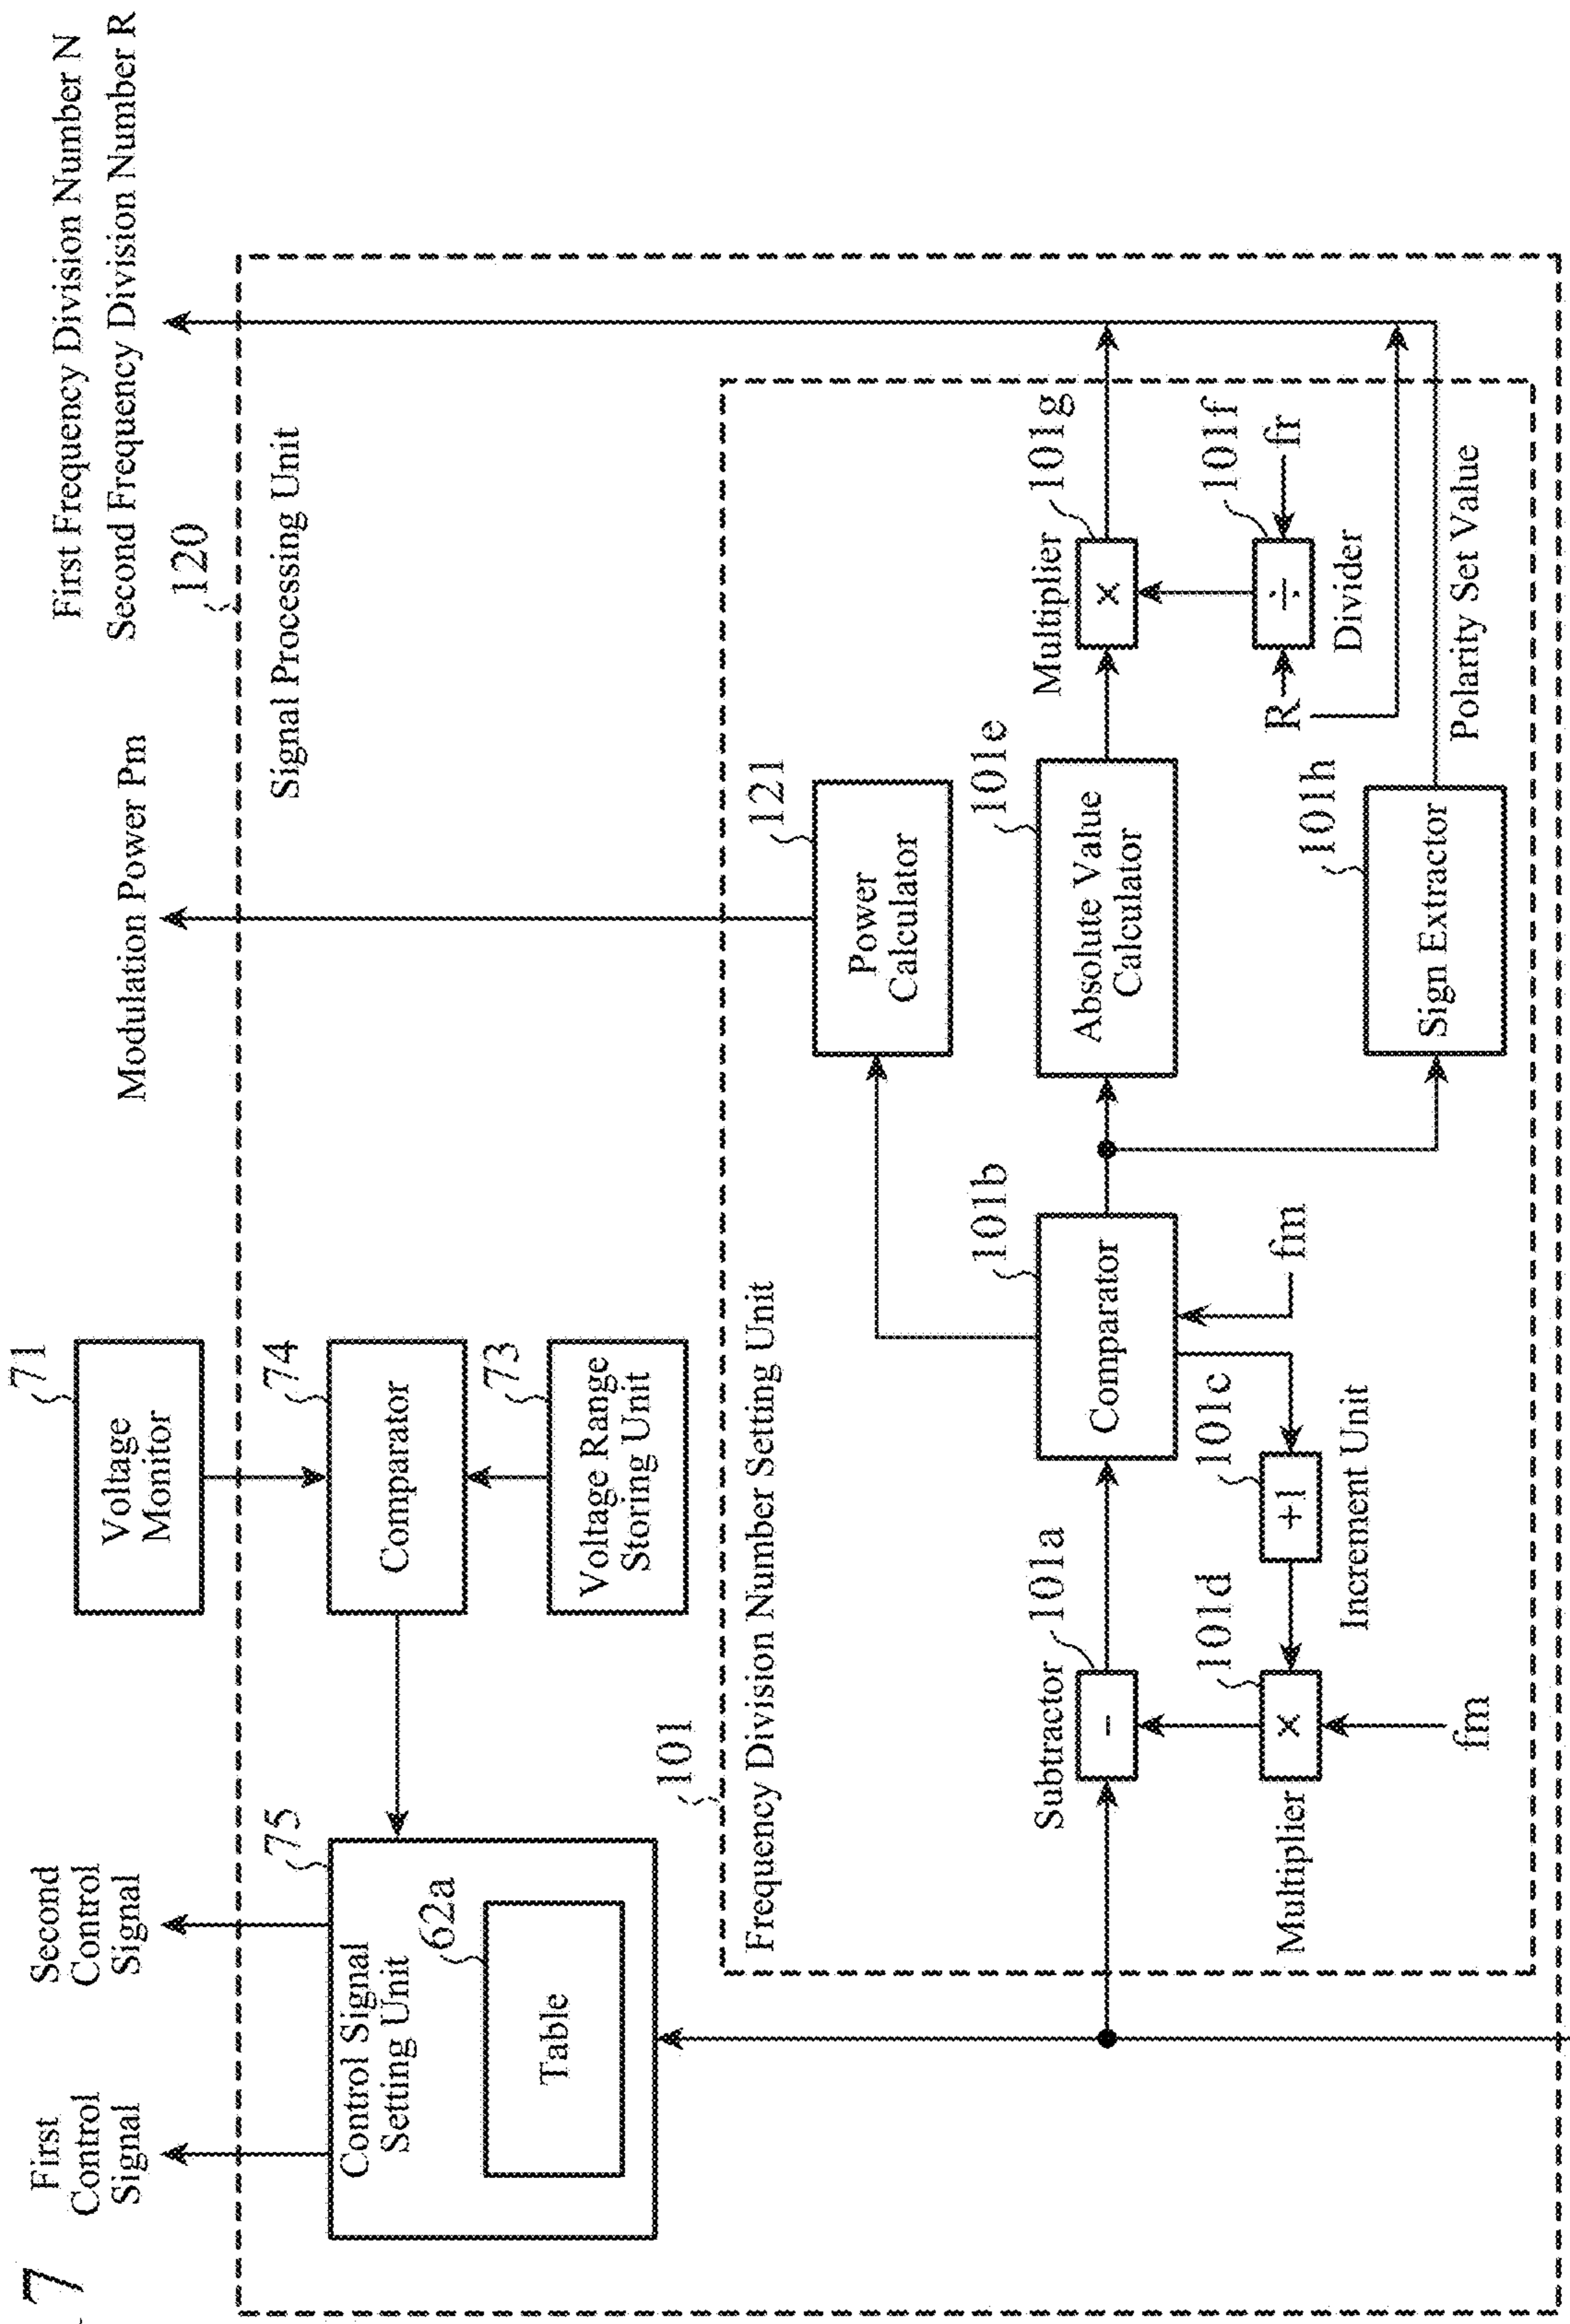 7
First
Control
Signal
Second
Control
Signal
Modulation Power Pm
First Frequency Division Number N
Second Frequency Division Number R
71
Voltage
Monitor
120
Signal Processing Unit
75
Control Signal
Setting Unit
62a
Table
74
Comparator
73
Voltage Range
Storing Unit
101
Frequency Division Number Setting Unit
121
Power
Calculator
Subtractor
101a
-
101b
Comparator
101e
Absolute Value
Calculator
Multiplier
101g
×
Multiplier
101d
×
101c
+1
Increment Unit
fm
fm
R
÷
fr
101f
Divider
101h
Sign Extractor
Polarity Set Value